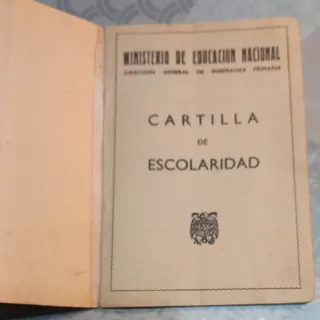 MINISTERIO DE EDUCACION NACIONAL
DIRECCION GENERAL DE ENSEÑANZA PRIMARIA
CARTILLA
DE
ESCOLARIDAD